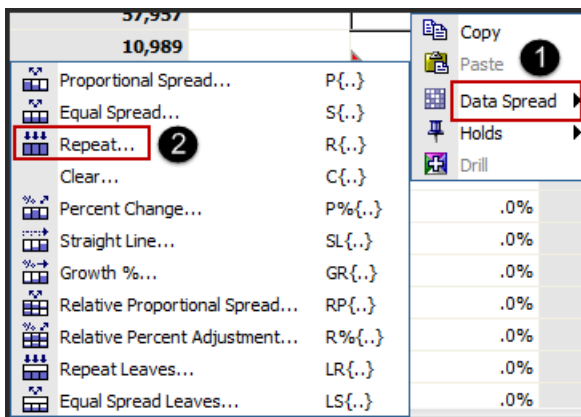 57,957
10,989
Copy
Paste 1
Data Spread
Holds
Drill
Proportional Spread... P{..}
Equal Spread... S{..}
Repeat... 2 R{..}
Clear... C{..}
Percent Change... P%{..}
Straight Line... SL{..}
Growth %... GR{..}
Relative Proportional Spread... RP{..}
Relative Percent Adjustment... R%{..}
Repeat Leaves... LR{..}
Equal Spread Leaves... LS{..}
.0%
.0%
.0%
.0%
.0%
.0%
.0%